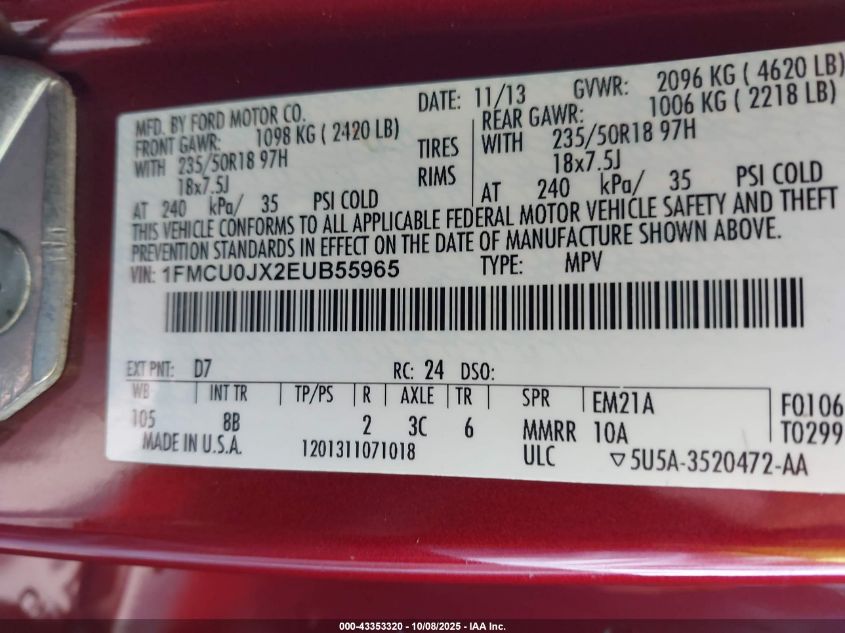 MFD. BY FORD MOTOR CO. DATE: 11/13 GVWR: 2096 KG ( 4620 LB)
FRONT GAWR: 1098 KG ( 2420 LB) REAR GAWR: 1006 KG ( 2218 LB)
WITH 235/50R18 97H TIRES WITH 235/50R18 97H
18x7.5J RIMS 18x7.5J
AT 240 kPa/ 35 PSI COLD AT 240 kPa/ 35 PSI COLD
THIS VEHICLE CONFORMS TO ALL APPLICABLE FEDERAL MOTOR VEHICLE SAFETY AND THEFT
PREVENTION STANDARDS IN EFFECT ON THE DATE OF MANUFACTURE SHOWN ABOVE.
VIN: 1FMCU0JX2EUB55965 TYPE: MPV
EXT PNT: D7 RC: 24 DSO:
WB INT TR TP/PS R AXLE TR SPR EM21A F0106
105 8B 2 3C 6 MMRR 10A T0299
MADE IN U.S.A. 1201311071018 ULC ▽5U5A-3520472-AA
000-43353320 - 10/08/2025 - IAA Inc.